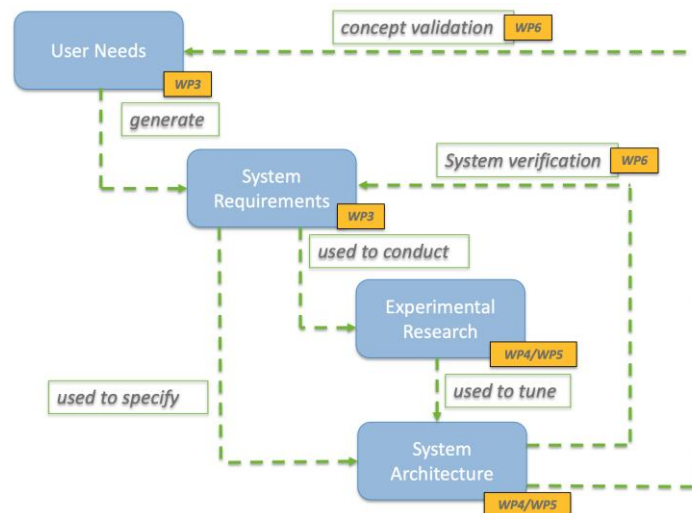 concept validation
WP6
User Needs
WP3
generate
System verification
WP6
System
Requirements
WP3
used to conduct
Experimental
Research
WP4/WP5
used to specify
used to tune
System
Architecture
WP4/WP5